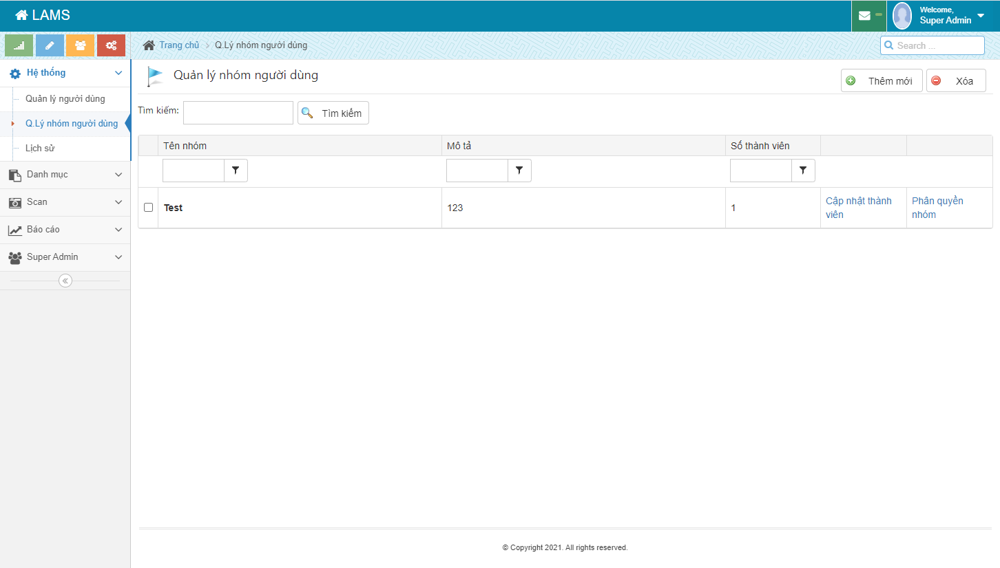 LAMS
Welcome,
Super Admin
Trang chủ
Q.Lý nhóm người dùng
Search ...
Hệ thống
Quản lý người dùng
Q.Lý nhóm người dùng
Lịch sử
Danh mục
Scan
Báo cáo
Super Admin
Quản lý nhóm người dùng
Thêm mới
Xóa
Tìm kiếm:
Tìm kiếm
Tên nhóm
Mô tả
Số thành viên
Test
123
1
Cập nhật thành
viên
Phân quyền
nhóm
© Copyright 2021. All rights reserved.